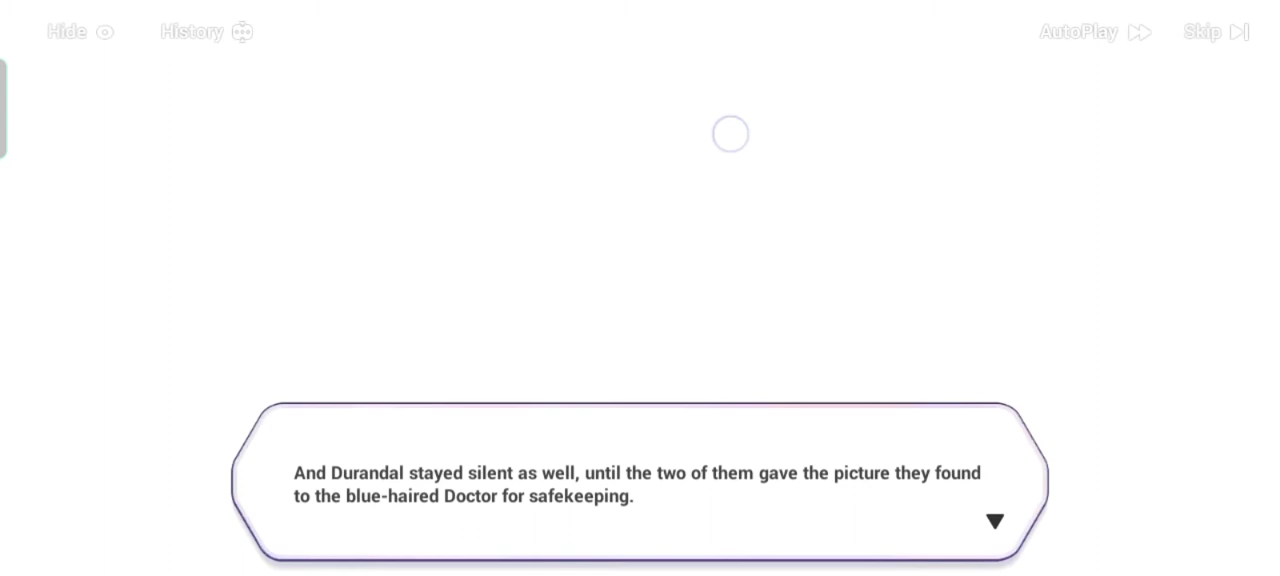 Hide
History
AutoPlay
Skip
And Durandal stayed silent as well, until the two of them gave the picture they found
to the blue-haired Doctor for safekeeping.